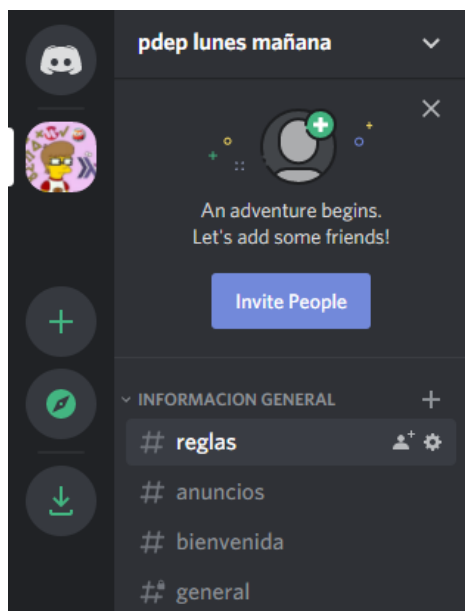 pdep lunes mañana
An adventure begins.
Let's add some friends!
Invite People
INFORMACION GENERAL
reglas
anuncios
bienvenida
general